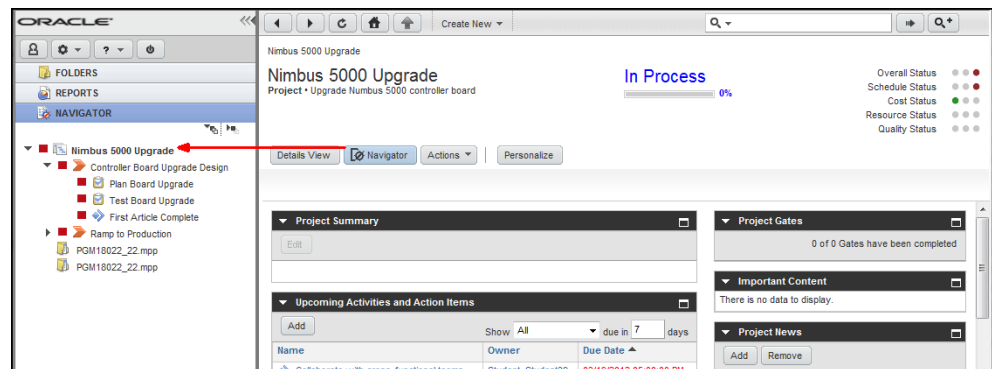 ORACLE
Create New
?
FOLDERS
REPORTS
NAVIGATOR
Nimbus 5000 Upgrade
Controller Board Upgrade Design
Plan Board Upgrade
Test Board Upgrade
First Article Complete
Ramp to Production
PGM18022_22.mpp
PGM18022_22.mpp
Nimbus 5000 Upgrade
Nimbus 5000 Upgrade
Project • Upgrade Numbus 5000 controller board
In Process
0%
Overall Status
Schedule Status
Cost Status
Resource Status
Quality Status
Details View Navigator Actions Personalize
Project Summary
Edit
Upcoming Activities and Action Items
Add Show All due in 7 days
Name Owner Due Date
Project Gates
0 of 0 Gates have been completed
Important Content
There is no data to display.
Project News
Add Remove